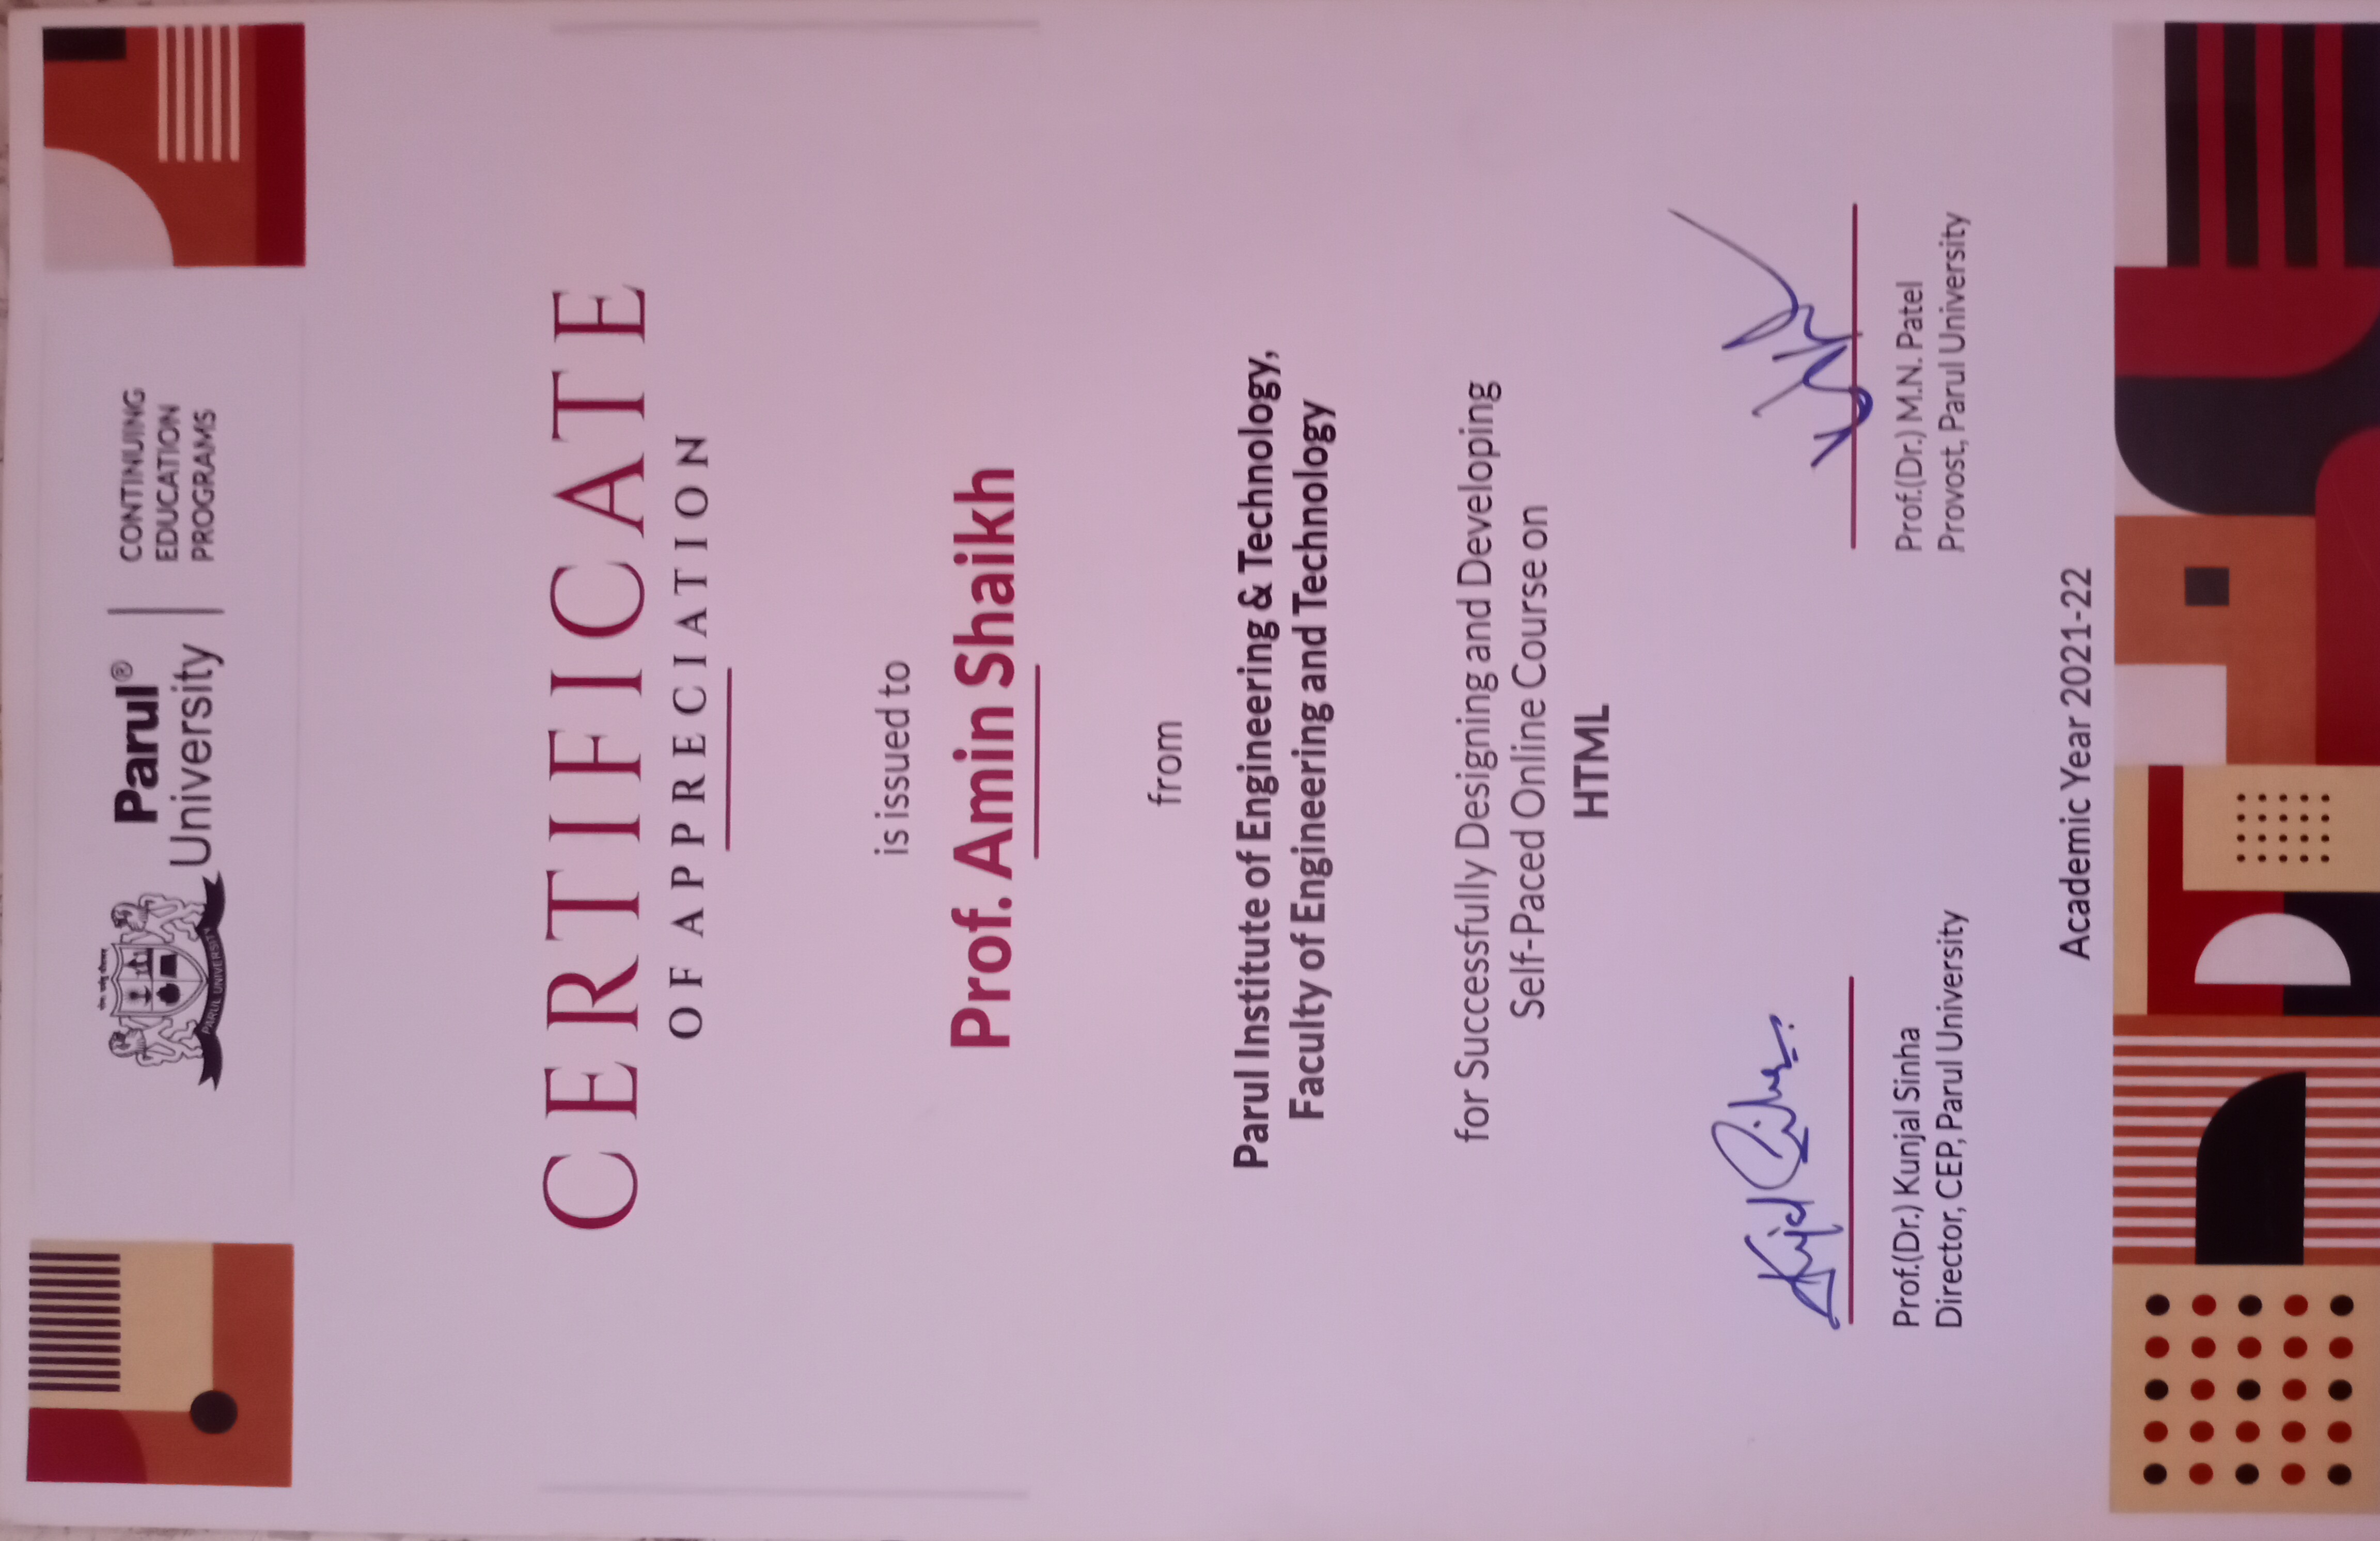 PARUL UNIVERSITY
Parul®
University
CONTINUING
EDUCATION
PROGRAMS
CERTIFICATE
OF APPRECIATION
is issued to
Prof. Amin Shaikh
from
Parul Institute of Engineering & Technology,
Faculty of Engineering and Technology
for Successfully Designing and Developing
Self-Paced Online Course on
HTML
Kunjal Sinha
Prof.(Dr.) Kunjal Sinha
Director, CEP, Parul University
Prof.(Dr.) M.N. Patel
Provost, Parul University
Academic Year 2021-22